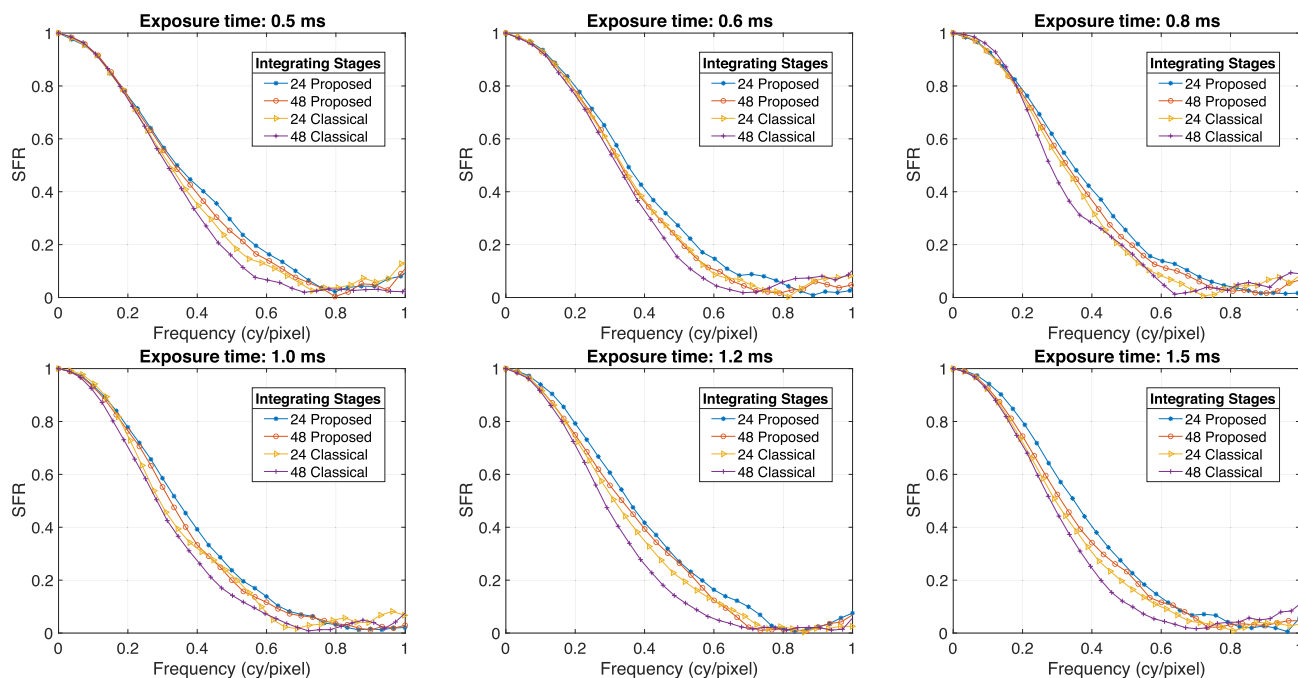 Exposure time: 0.5 ms
1
0.8
0.6
0.4
0.2
0
SFR
Integrating Stages
24 Proposed
48 Proposed
24 Classical
48 Classical
0 0.2 0.4 0.6 0.8 1
Frequency (cy/pixel)
Exposure time: 0.6 ms
1
0.8
0.6
0.4
0.2
0
SFR
Integrating Stages
24 Proposed
48 Proposed
24 Classical
48 Classical
0 0.2 0.4 0.6 0.8 1
Frequency (cy/pixel)
Exposure time: 0.8 ms
1
0.8
0.6
0.4
0.2
0
SFR
Integrating Stages
24 Proposed
48 Proposed
24 Classical
48 Classical
0 0.2 0.4 0.6 0.8 1
Frequency (cy/pixel)
Exposure time: 1.0 ms
1
0.8
0.6
0.4
0.2
0
SFR
Integrating Stages
24 Proposed
48 Proposed
24 Classical
48 Classical
0 0.2 0.4 0.6 0.8 1
Frequency (cy/pixel)
Exposure time: 1.2 ms
1
0.8
0.6
0.4
0.2
0
SFR
Integrating Stages
24 Proposed
48 Proposed
24 Classical
48 Classical
0 0.2 0.4 0.6 0.8 1
Frequency (cy/pixel)
Exposure time: 1.5 ms
1
0.8
0.6
0.4
0.2
0
SFR
Integrating Stages
24 Proposed
48 Proposed
24 Classical
48 Classical
0 0.2 0.4 0.6 0.8 1
Frequency (cy/pixel)